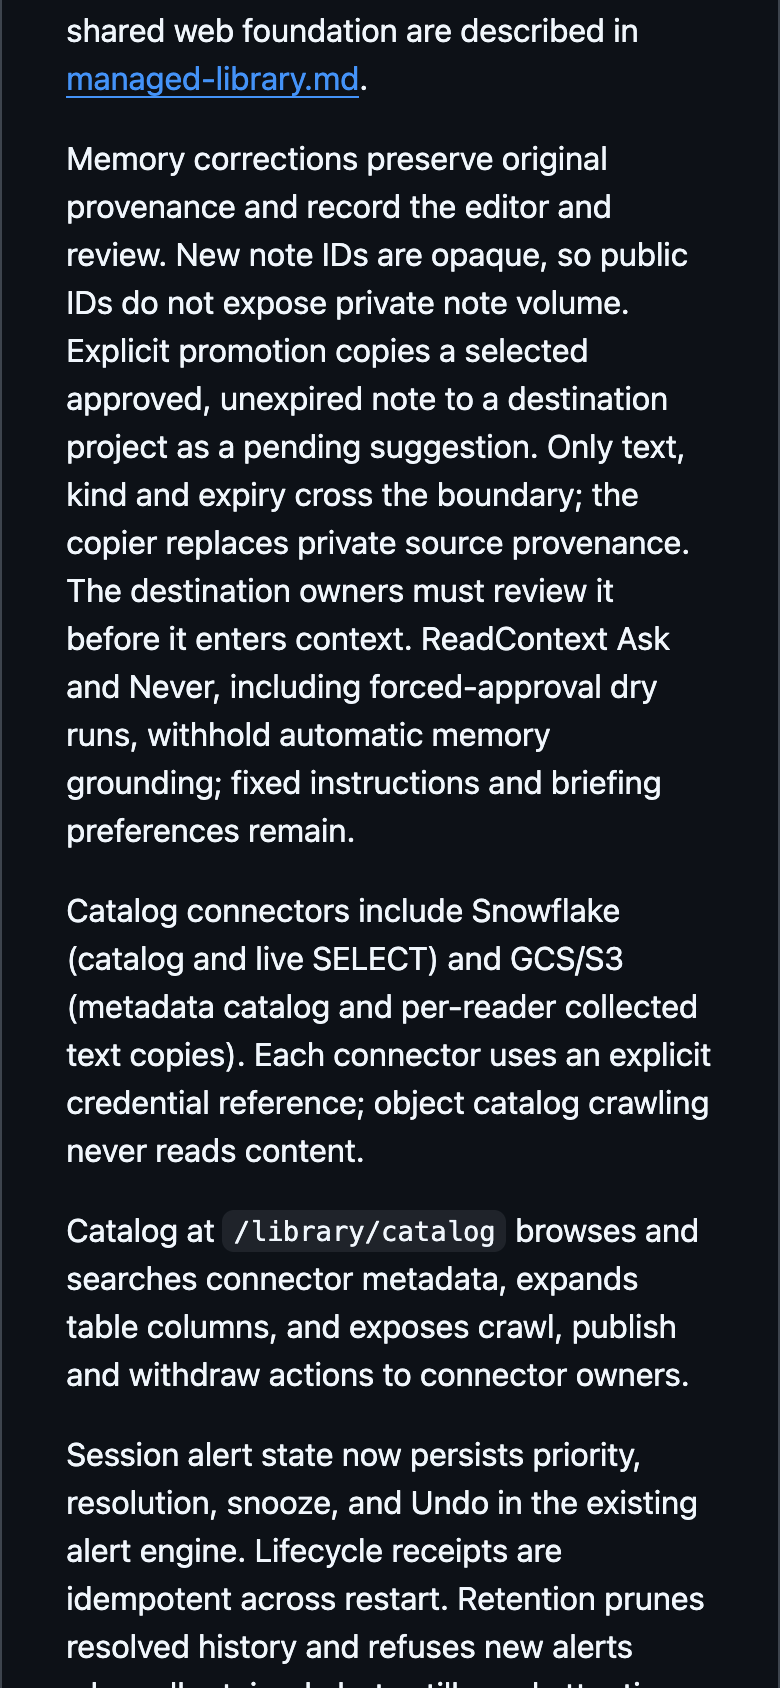 shared web foundation are described in
managed-library.md.
Memory corrections preserve original
provenance and record the editor and
review. New note IDs are opaque, so public
IDs do not expose private note volume.
Explicit promotion copies a selected
approved, unexpired note to a destination
project as a pending suggestion. Only text,
kind and expiry cross the boundary; the
copier replaces private source provenance.
The destination owners must review it
before it enters context. ReadContext Ask
and Never, including forced-approval dry
runs, withhold automatic memory
grounding; fixed instructions and briefing
preferences remain.
Catalog connectors include Snowflake
(catalog and live SELECT) and GCS/S3
(metadata catalog and per-reader collected
text copies). Each connector uses an explicit
credential reference; object catalog crawling
never reads content.
Catalog at /library/catalog browses and
searches connector metadata, expands
table columns, and exposes crawl, publish
and withdraw actions to connector owners.
Session alert state now persists priority,
resolution, snooze, and Undo in the existing
alert engine. Lifecycle receipts are
idempotent across restart. Retention prunes
resolved history and refuses new alerts